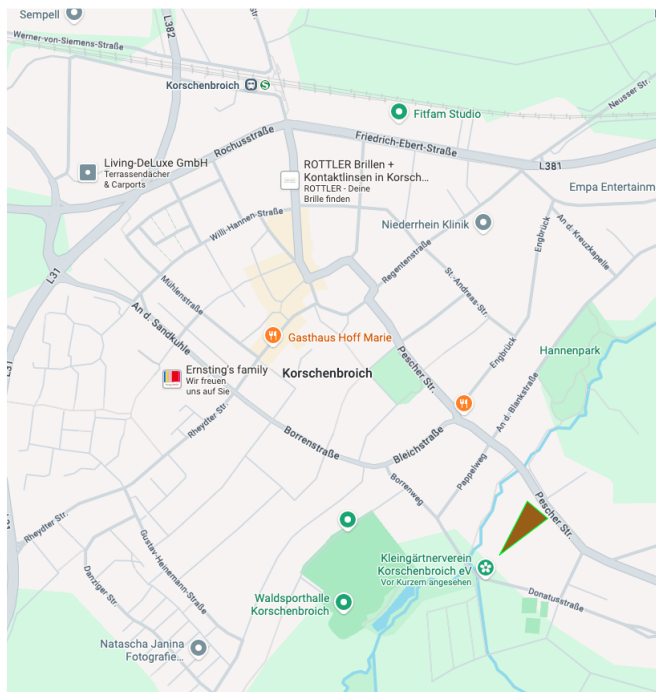 Sempell
Werner-von-Siemens-Straße
L382
Neusser Str.
Korschenbroich
Fitfam Studio
Rochusstraße
Friedrich-Ebert-Straße
L381
Living-DeLuxe GmbH
Terrassendächer
& Carports
ROTTLER Brillen +
Kontaktlinsen in Korsch...
ROTTLER - Deine
Brille finden
Empa Entertainm
Willi-Hannen-Straße
Niederrhein Klinik
Engbrück
An d. Kreuzkapelle
L31
Mühlenstraße
Regentenstraße
St.-Andreas-Str.
An d. Sandkuhle
Gasthaus Hoff Marie
Pescher Str.
Engbrück
Hannenpark
Ernsting's family
Wir freuen
uns auf Sie
Korschenbroich
An d. Blankstraße
Rheydter Str.
Borrenstraße
Bleichstraße
Pappelweg
Borrenweg
Pescher Str.
Rheydter Str.
L31
Gustav-Heinemann-Straße
Kleingärtnerverein
Korschenbroich eV
Vor Kurzem angesehen
Danziger Str.
Waldsporthalle
Korschenbroich
Donatusstraße
Natascha Janina
Fotografie...